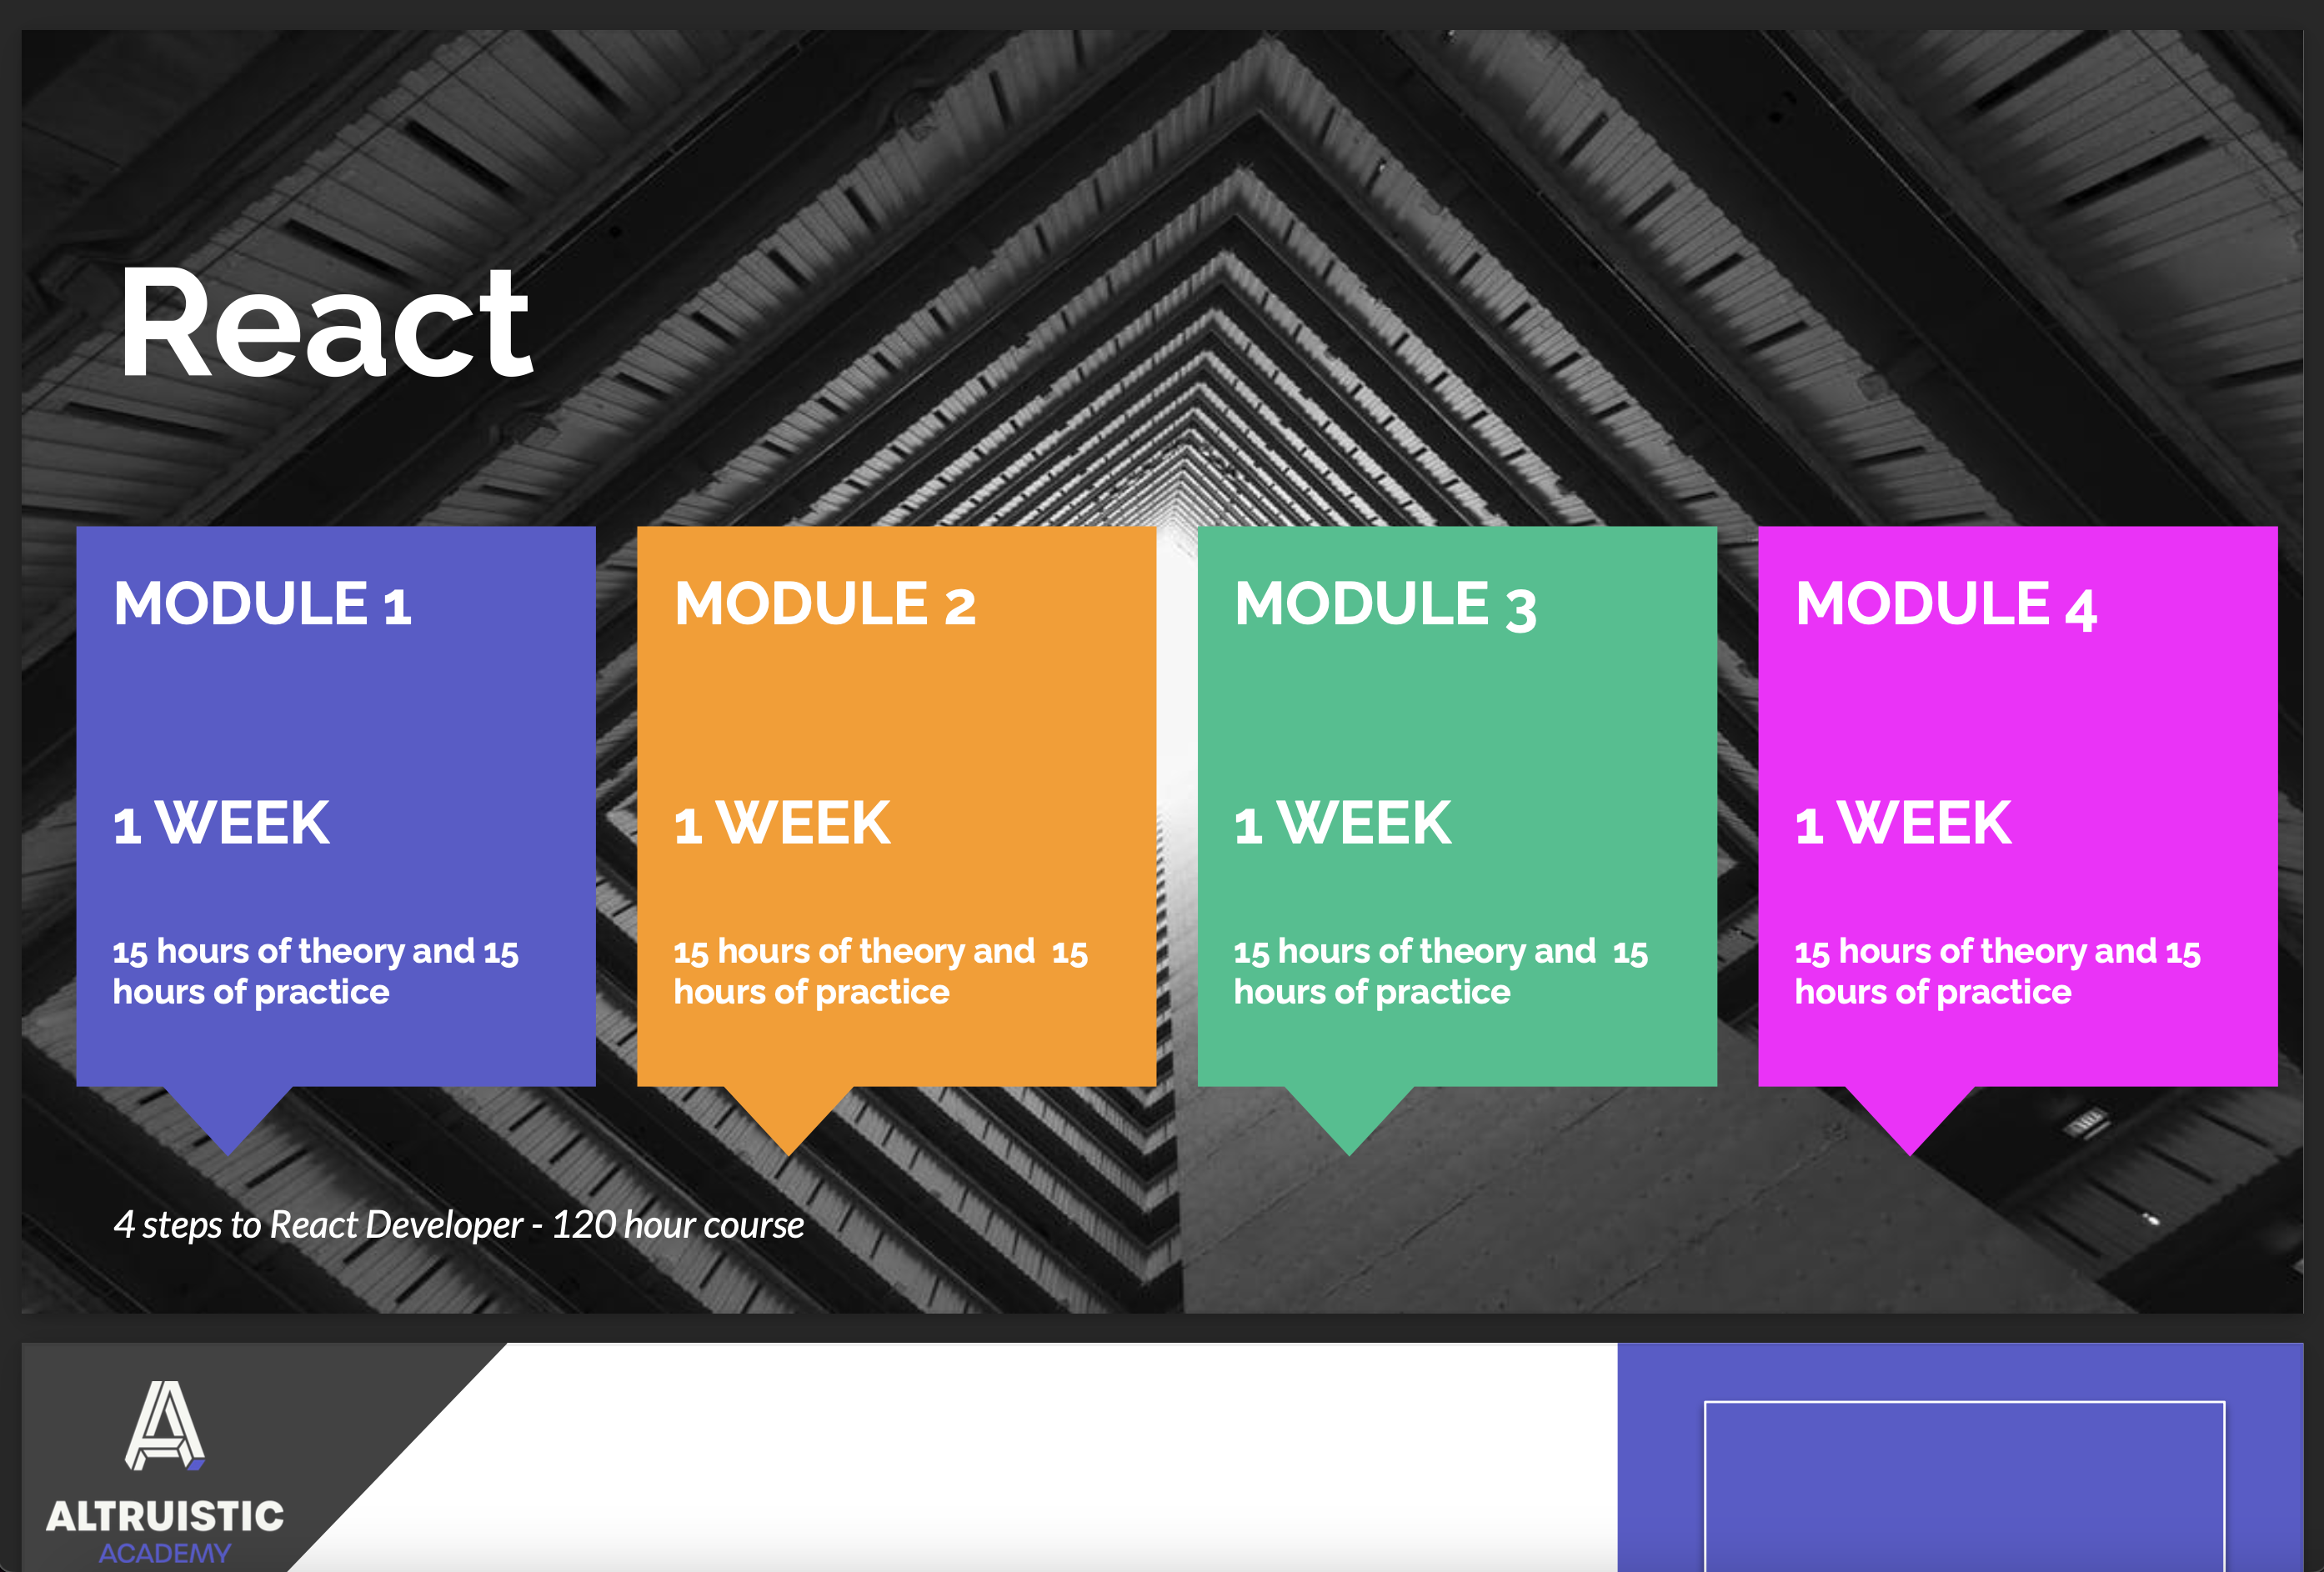 React
MODULE 1
1 WEEK
15 hours of theory and 15
hours of practice
MODULE 2
1 WEEK
15 hours of theory and  15
hours of practice
MODULE 3
1 WEEK
15 hours of theory and  15
hours of practice
MODULE 4
1 WEEK
15 hours of theory and 15
hours of practice
4 steps to React Developer - 120 hour course
ALTRUISTIC
ACADEMY